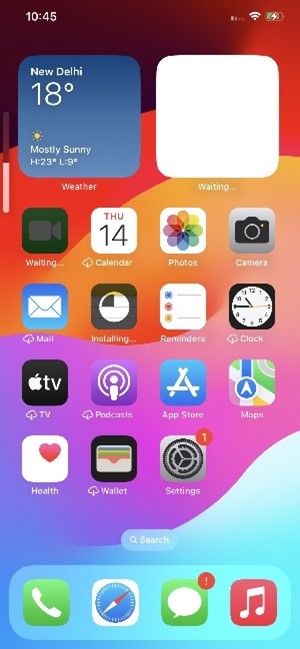 10:45
New Delhi
18°
Mostly Sunny
H:23° L:9°
Weather
Waiting...
Waiting...
THU
14
Calendar
Photos
Camera
Mail
Installing...
Reminders
Clock
tv
TV
Podcasts
App Store
Maps
Health
Wallet
1
Settings
Search
!